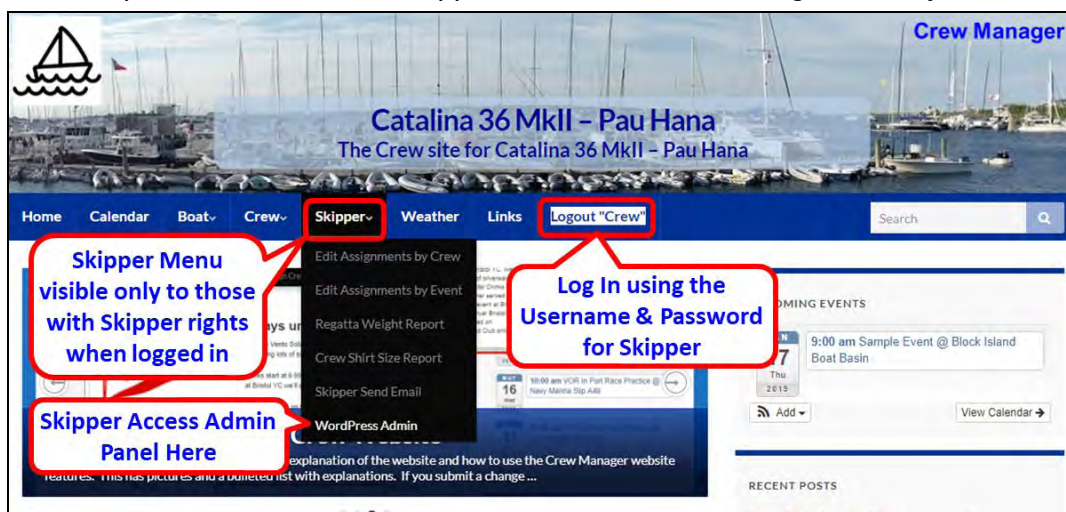 Crew Manager
Catalina 36 MkII – Pau Hana
The Crew site for Catalina 36 MkII – Pau Hana
Home Calendar Boat Crew Skipper Weather Links Logout "Crew" Search
Skipper Menu
visible only to those
with Skipper rights
when logged in
Edit Assignments by Crew
Edit Assignments by Event
Regatta Weight Report
Crew Shirt Size Report
Skipper Send Email
WordPress Admin
Log In using the
Username & Password
for Skipper
Skipper Access Admin
Panel Here
MAY
16
Wed
10:00 am VOR In Port Race Practice @
Navy Marina Slip A48
explanation of the website and how to use the Crew Manager website
features. This has pictures and a bulleted list with explanations. If you submit a change ...
OMING EVENTS
17
Thu
2015
9:00 am Sample Event @ Block Island
Boat Basin
Add
View Calendar
RECENT POSTS